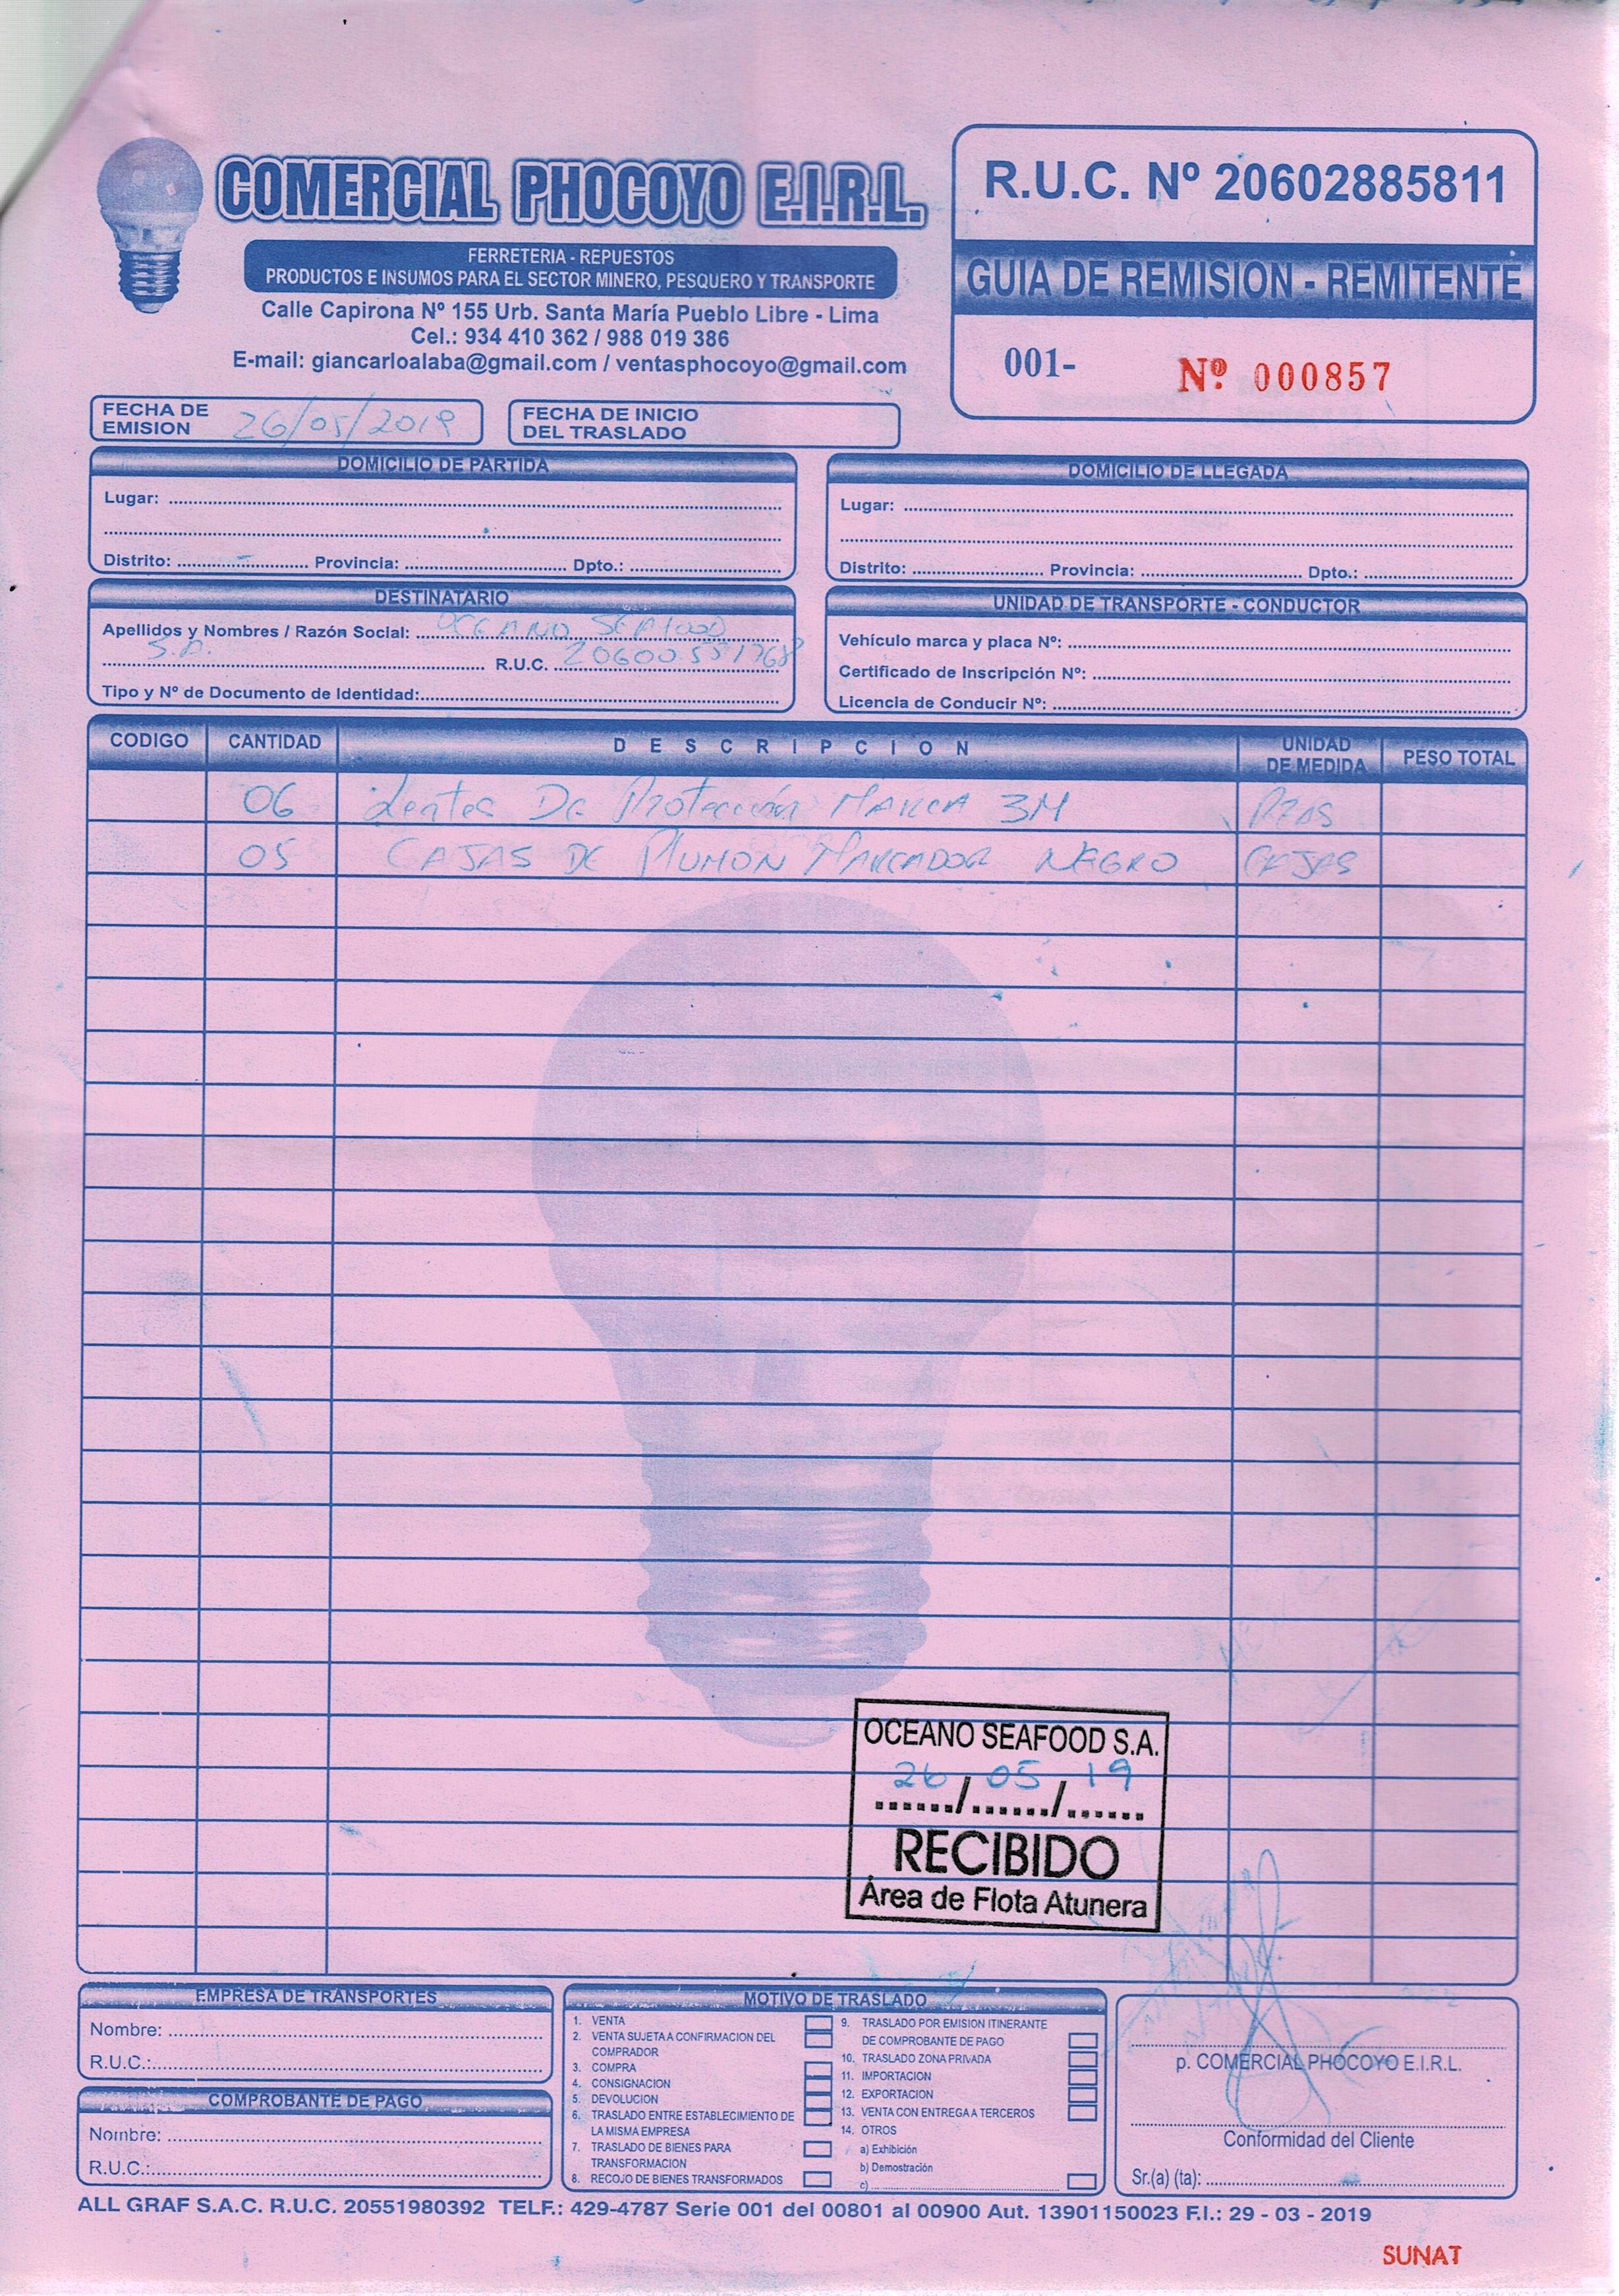 COMERCIAL PHOCOYO E.I.R.L.
FERRETERIA - REPUESTOS
PRODUCTOS E INSUMOS PARA EL SECTOR MINERO, PESQUERO Y TRANSPORTE
Calle Capirona Nº 155 Urb. Santa María Pueblo Libre - Lima
Cel.: 934 410 362 / 988 019 386
E-mail: giancarloalaba@gmail.com / ventasphocoyo@gmail.com
R.U.C. Nº 20602885811
GUIA DE REMISION - REMITENTE
001- Nº 000857
FECHA DE EMISION 26/05/2019
FECHA DE INICIO DEL TRASLADO
DOMICILIO DE PARTIDA
Lugar:
Distrito: Provincia: Dpto.:
DOMICILIO DE LLEGADA
Lugar:
Distrito: Provincia: Dpto.:
DESTINATARIO
Apellidos y Nombres / Razón Social: OCEANO SEAFOOD
S.A. R.U.C. 20600551768
Tipo y Nº de Documento de Identidad:
UNIDAD DE TRANSPORTE - CONDUCTOR
Vehículo marca y placa Nº:
Certificado de Inscripción Nº:
Licencia de Conducir Nº:
CODIGO CANTIDAD DESCRIPCION UNIDAD DE MEDIDA PESO TOTAL
06 Lentes De Protección MARCA 3M PZAS
05 CAJAS DE PLUMON MARCADOR NEGRO CAJAS
OCEANO SEAFOOD S.A.
26 / 05 / 19
RECIBIDO
Área de Flota Atunera
EMPRESA DE TRANSPORTES
Nombre:
R.U.C.:
COMPROBANTE DE PAGO
Nombre:
R.U.C.:
MOTIVO DE TRASLADO
1. VENTA
2. VENTA SUJETA A CONFIRMACION DEL
COMPRADOR
3. COMPRA
4. CONSIGNACION
5. DEVOLUCION
6. TRASLADO ENTRE ESTABLECIMIENTO DE
LA MISMA EMPRESA
7. TRASLADO DE BIENES PARA
TRANSFORMACION
8. RECOJO DE BIENES TRANSFORMADOS
9. TRASLADO POR EMISION ITINERANTE
DE COMPROBANTE DE PAGO
10. TRASLADO ZONA PRIVADA
11. IMPORTACION
12. EXPORTACION
13. VENTA CON ENTREGA A TERCEROS
14. OTROS
a) Exhibición
b) Demostración
c)
p. COMERCIAL PHOCOYO E.I.R.L.
Conformidad del Cliente
Sr.(a) (ta):
ALL GRAF S.A.C. R.U.C. 20551980392 TELF.: 429-4787 Serie 001 del 00801 al 00900 Aut. 13901150023 F.I.: 29 - 03 - 2019
SUNAT